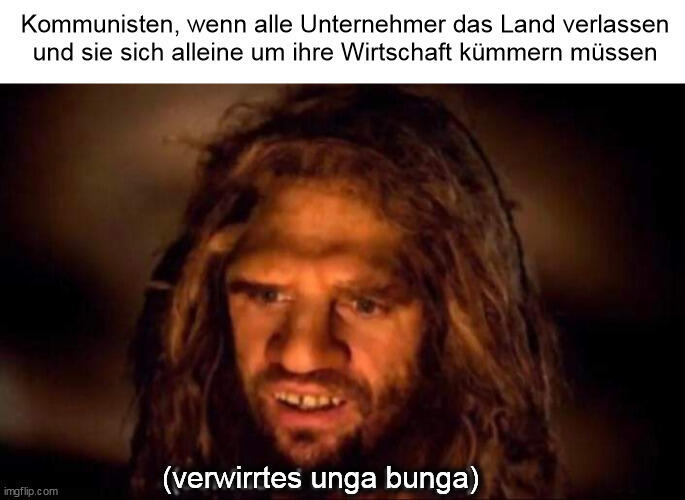 Kommunisten, wenn alle Unternehmer das Land verlassen
und sie sich alleine um ihre Wirtschaft kümmern müssen
(verwirrtes unga bunga)
imgflip.com